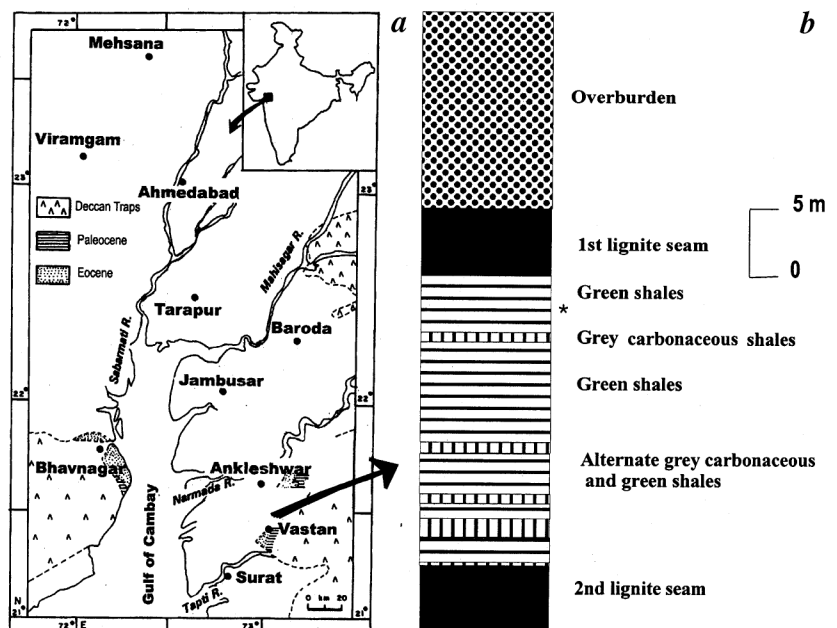 a
72°
Mehsana
Viramgam
23
Ahmedabad
23
Deccan Traps
Paleocene
Eocene
Mahisagar R.
Tarapur
Baroda
Sabarmati R.
Jambusar
22°
22
Bhavnagar
Ankleshwar
Narmada R.
Vastan
Gulf of Cambay
Surat
Tapti R.
0 km 20
N
21°
21°
72° E
73°
b
Overburden
5 m
1st lignite seam
0
Green shales
*
Grey carbonaceous shales
Green shales
Alternate grey carbonaceous
and green shales
2nd lignite seam